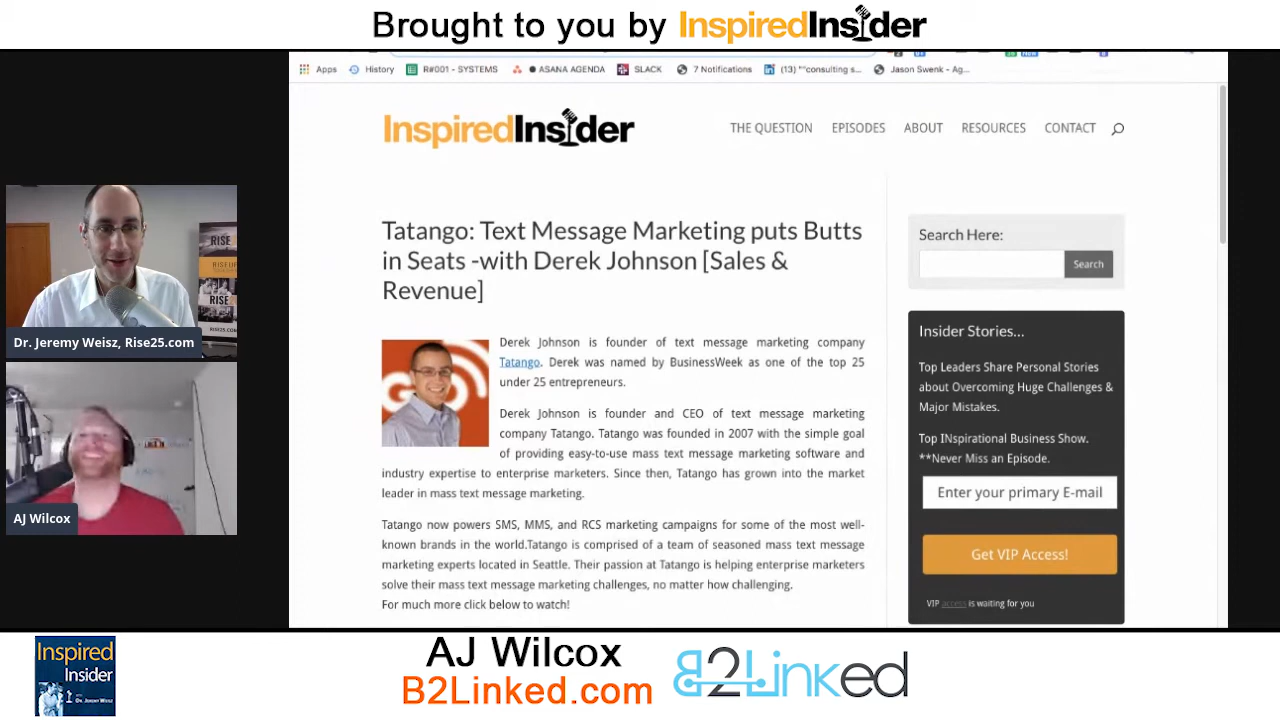 Brought to you by InspiredInsider
Apps
History
R#001 - SYSTEMS
ASANA AGENDA
SLACK
7 Notifications
(13) "“consulting s...
Jason Swenk - Ag...
InspiredInsider
THE QUESTION
EPISODES
ABOUT
RESOURCES
CONTACT
Tatango: Text Message Marketing puts Butts
in Seats -with Derek Johnson [Sales &
Revenue]
Derek Johnson is founder of text message marketing company
Tatango. Derek was named by BusinessWeek as one of the top 25
under 25 entrepreneurs.
Derek Johnson is founder and CEO of text message marketing
company Tatango. Tatango was founded in 2007 with the simple goal
of providing easy-to-use mass text message marketing software and
industry expertise to enterprise marketers. Since then, Tatango has grown into the market
leader in mass text message marketing.
Tatango now powers SMS, MMS, and RCS marketing campaigns for some of the most well-
known brands in the world.Tatango is comprised of a team of seasoned mass text message
marketing experts located in Seattle. Their passion at Tatango is helping enterprise marketers
solve their mass text message marketing challenges, no matter how challenging.
For much more click below to watch!
Search Here:
Search
Insider Stories...
Top Leaders Share Personal Stories
about Overcoming Huge Challenges &
Major Mistakes.
Top INspirational Business Show.
**Never Miss an Episode.
Enter your primary E-mail
Get VIP Access!
VIP access is waiting for you
RISE25.COM
Dr. Jeremy Weisz, Rise25.com
AJ Wilcox
Inspired
Insider
WITH
DR. JEREMY WEISZ
AJ Wilcox
B2Linked.com
B2Linked